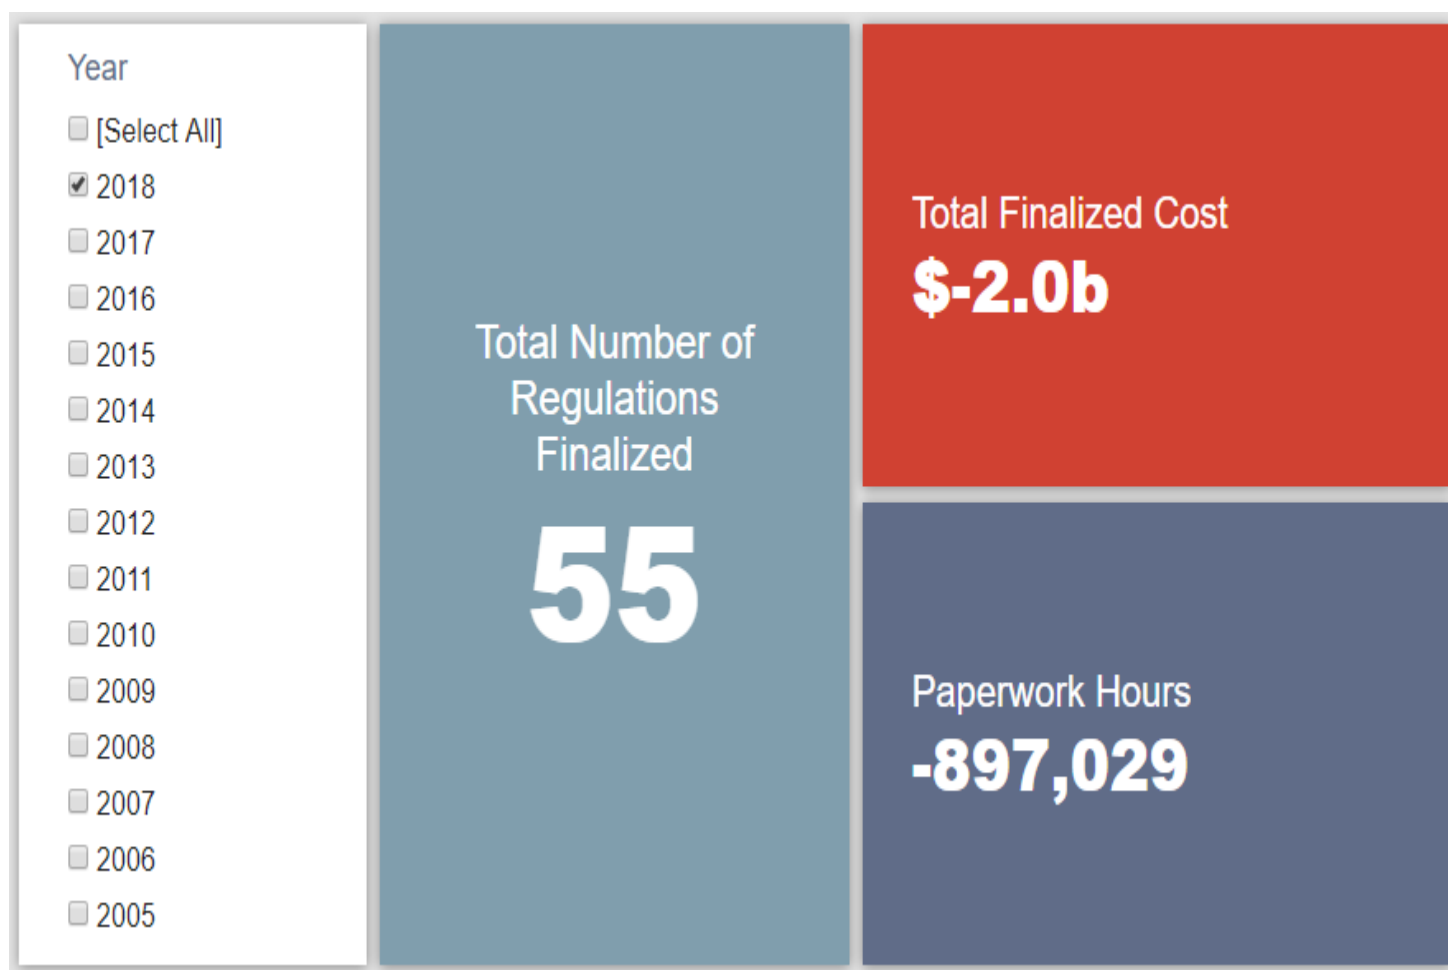 Year
[Select All]
2018
2017
2016
2015
2014
2013
2012
2011
2010
2009
2008
2007
2006
2005
Total Number of
Regulations
Finalized
55
Total Finalized Cost
$-2.0b
Paperwork Hours
-897,029